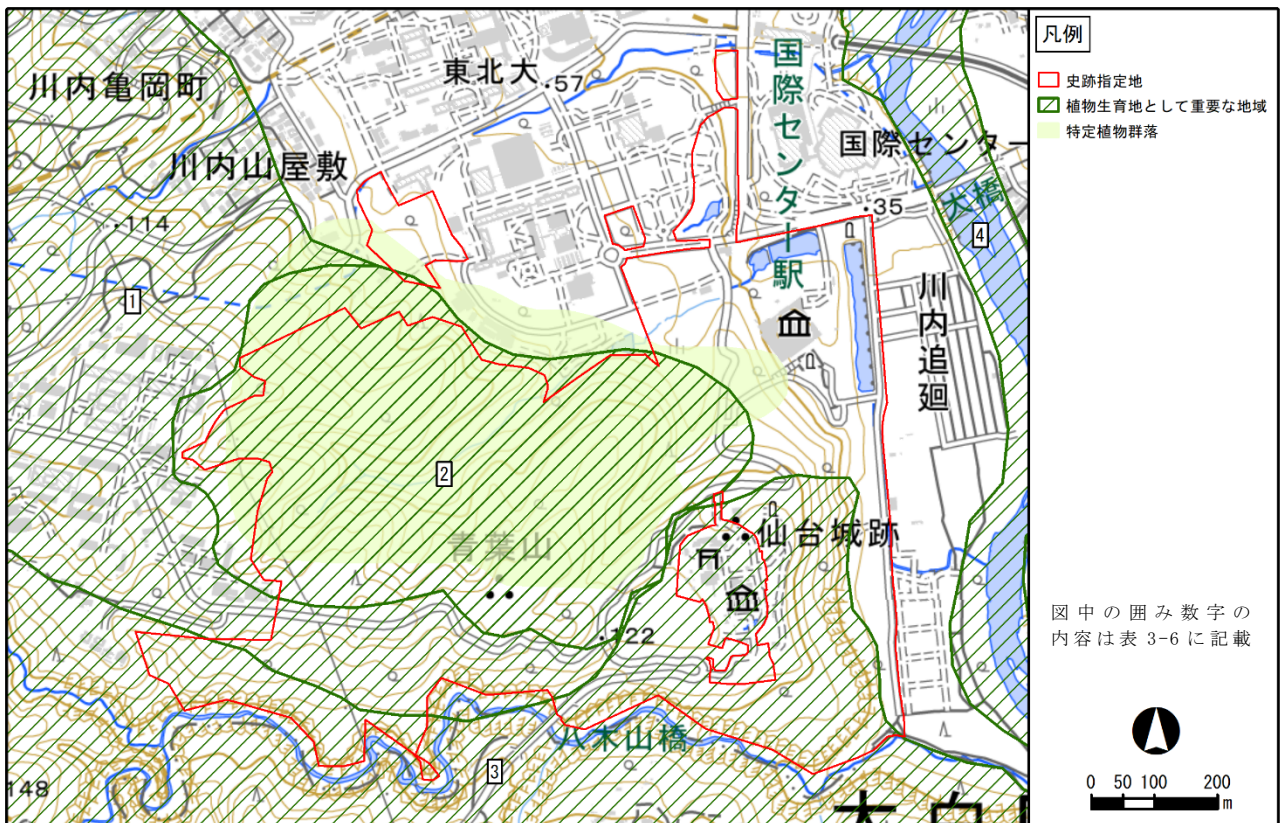 凡例
史跡指定地
植物生育地として重要な地域
特定植物群落
川内亀岡町
東北大
57
国際センター駅
国際センター
川内山屋敷
35
大橋
4
114
1
川内追廻
2
青葉山
仙台城跡
122
図中の囲み数字の
内容は表 3-6 に記載
八木山橋
3
148
0 50 100 200
m